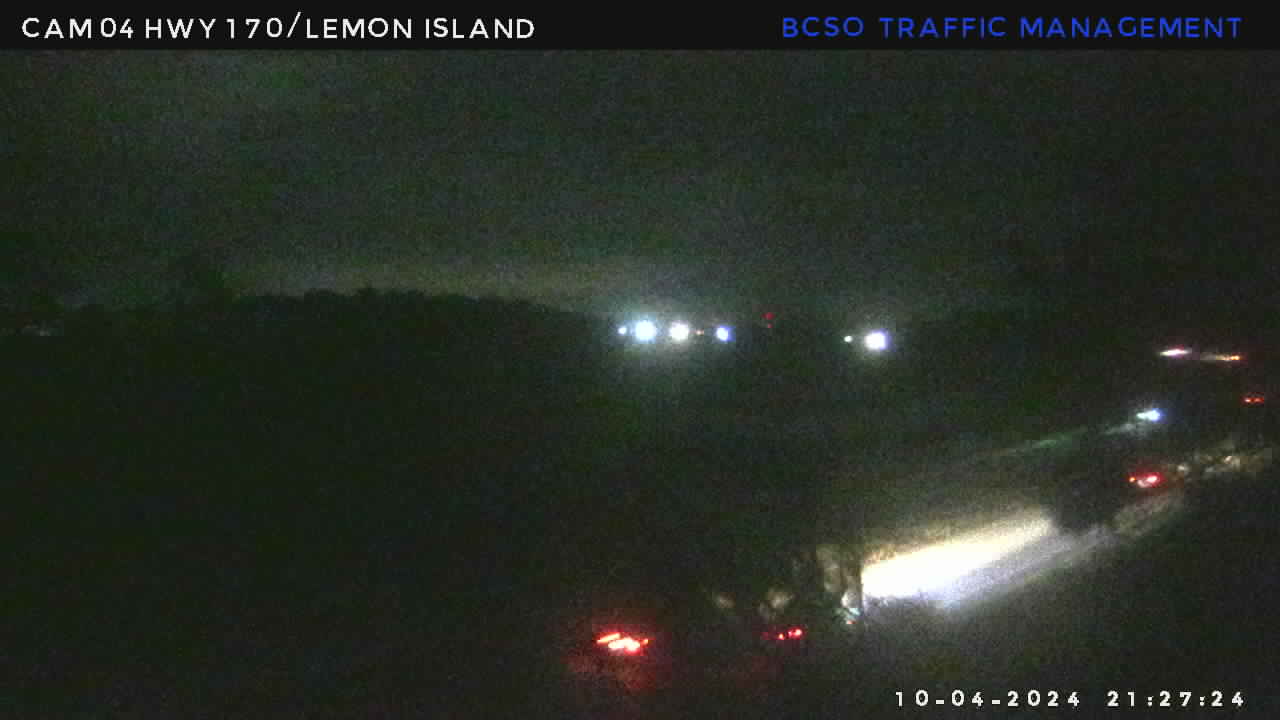 CAM04 HWY 170/LEMON ISLAND
BCSO TRAFFIC MANAGEMENT
10-04-2024 21:27:24